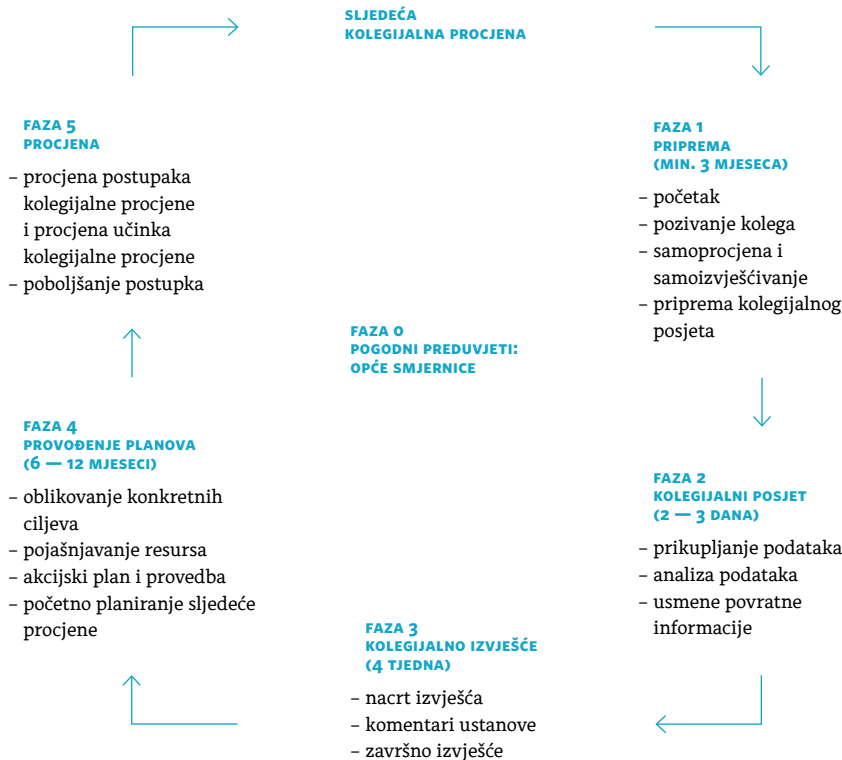 SLJEDEĆA
KOLEGIJALNA PROCJENA
FAZA 1
PRIPREMA
(MIN. 3 MJESECA)
– početak
– pozivanje kolega
– samoprocjena i
samoizvješćivanje
– priprema kolegijalnog
posjeta
FAZA 2
KOLEGIJALNI POSJET
(2 — 3 DANA)
– prikupljanje podataka
– analiza podataka
– usmene povratne
informacije
FAZA 3
KOLEGIJALNO IZVJEŠĆE
(4 TJEDNA)
– nacrt izvješća
– komentari ustanove
– završno izvješće
FAZA 4
PROVOĐENJE PLANOVA
(6 — 12 MJESECI)
– oblikovanje konkretnih
ciljeva
– pojašnjavanje resursa
– akcijski plan i provedba
– početno planiranje sljedeće
procjene
FAZA 5
PROCJENA
– procjena postupaka
kolegijalne procjene
i procjena učinka
kolegijalne procjene
– poboljšanje postupka
FAZA 0
POGODNI PREDUVJETI:
OPĆE SMJERNICE